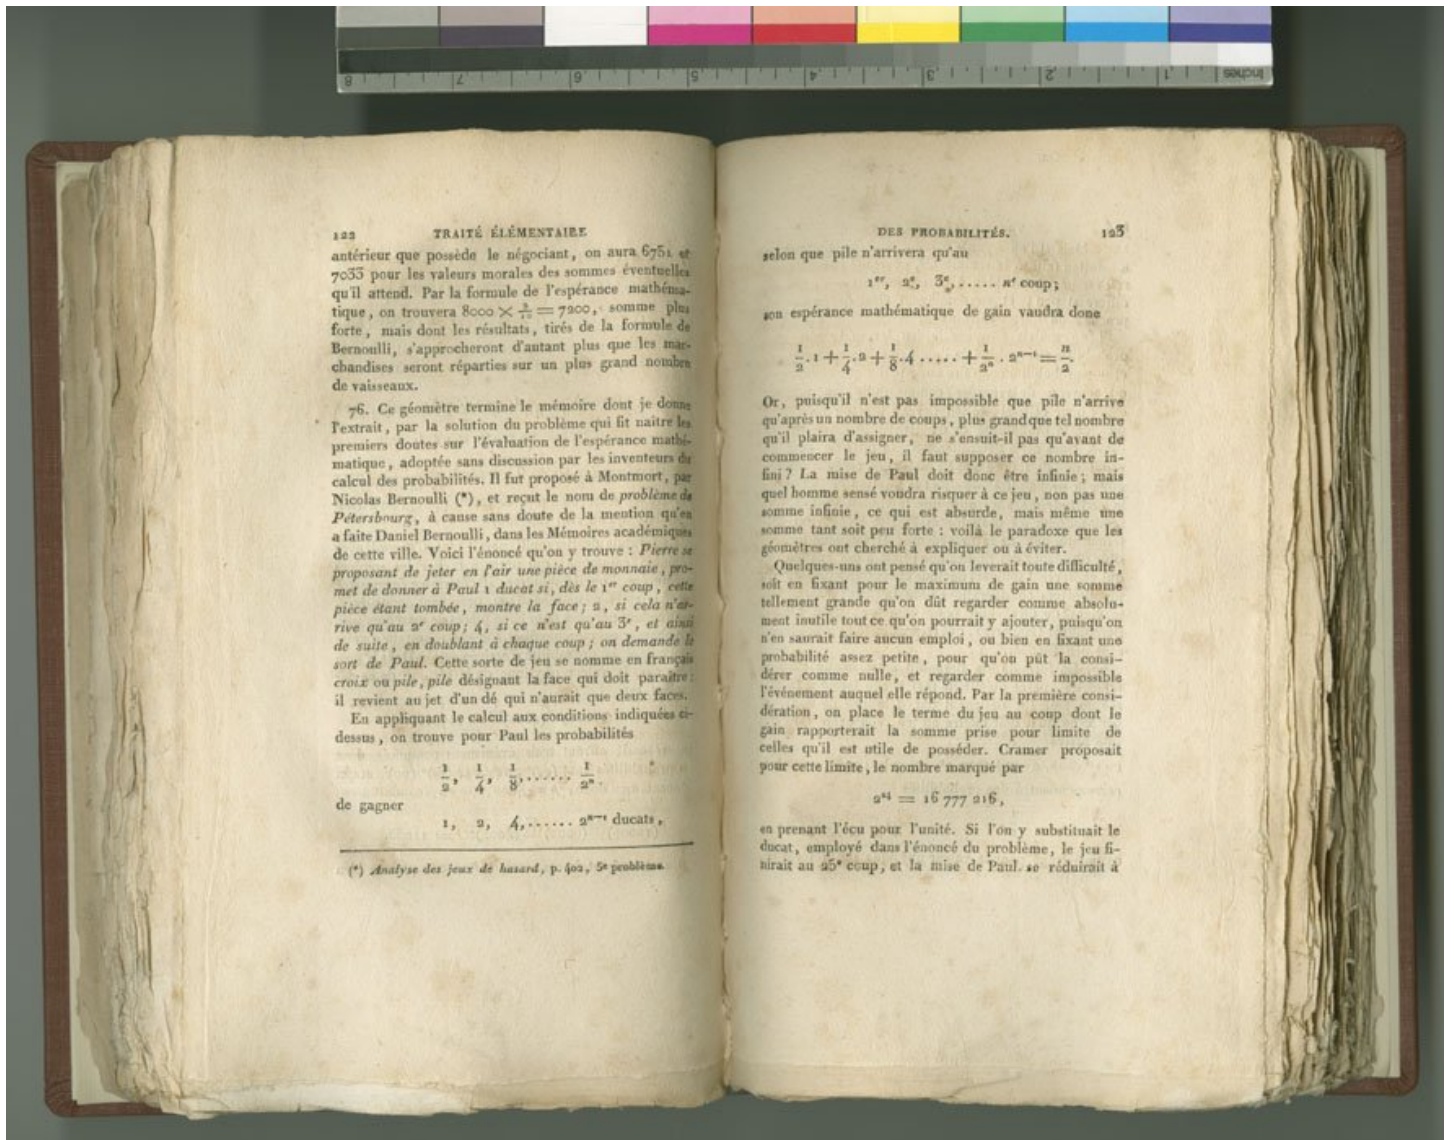 8 7 6 5 4 3 2 1 Inches
122 TRAITÉ ÉLÉMENTAIRE
antérieur que possède le négociant, on aura 6751 et
7033 pour les valeurs morales des sommes éventuelles
qu'il attend. Par la formule de l'espérance mathéma-
tique, on trouvera 8000 × 9/10 = 7200, somme plus
forte, mais dont les résultats, tirés de la formule de
Bernoulli, s'approcheront d'autant plus que les mar-
chandises seront réparties sur un plus grand nombre
de vaisseaux.
76. Ce géomètre termine le mémoire dont je donne
l'extrait, par la solution du problème qui fit naître les
premiers doutes sur l'évaluation de l'espérance mathé-
matique, adoptée sans discussion par les inventeurs du
calcul des probabilités. Il fut proposé à Montmort, par
Nicolas Bernoulli (*), et reçut le nom de problème de
Pétersbourg, à cause sans doute de la mention qu'en
a faite Daniel Bernoulli, dans les Mémoires académiques
de cette ville. Voici l'énoncé qu'on y trouve : Pierre se
proposant de jeter en l'air une pièce de monnaie, pro-
met de donner à Paul 1 ducat si, dès le 1er coup, cette
pièce étant tombée, montre la face; 2, si cela n'ar-
rive qu'au 2e coup; 4, si ce n'est qu'au 3e, et ainsi
de suite, en doublant à chaque coup; on demande le
sort de Paul. Cette sorte de jeu se nomme en français
croix ou pile, pile désignant la face qui doit paraître:
il revient au jet d'un dé qui n'aurait que deux faces.
En appliquant le calcul aux conditions indiquées ci-
dessus, on trouve pour Paul les probabilités
1/2, 1/4, 1/8, ...... 1/2^n.
de gagner
1, 2, 4, ...... 2^(n−1) ducats,
(*) Analyse des jeux de hasard, p. 402, 5e problème.
DES PROBABILITÉS. 123
selon que pile n'arrivera qu'au
1er, 2e, 3e, ..... ne coup;
son espérance mathématique de gain vaudra donc
1/2 . 1 + 1/4 . 2 + 1/8 . 4 ..... + 1/2^n . 2^(n−1) = n/2.
Or, puisqu'il n'est pas impossible que pile n'arrive
qu'après un nombre de coups, plus grand que tel nombre
qu'il plaira d'assigner, ne s'ensuit-il pas qu'avant de
commencer le jeu, il faut supposer ce nombre in-
fini? La mise de Paul doit donc être infinie; mais
quel homme sensé voudra risquer à ce jeu, non pas une
somme infinie, ce qui est absurde, mais même une
somme tant soit peu forte : voilà le paradoxe que les
géomètres ont cherché à expliquer ou à éviter.
Quelques-uns ont pensé qu'on leverait toute difficulté,
soit en fixant pour le maximum de gain une somme
tellement grande qu'on dût regarder comme absolu-
ment inutile tout ce qu'on pourrait y ajouter, puisqu'on
n'en saurait faire aucun emploi, ou bien en fixant une
probabilité assez petite, pour qu'on pût la consi-
dérer comme nulle, et regarder comme impossible
l'événement auquel elle répond. Par la première consi-
dération, on place le terme du jeu au coup dont le
gain rapporterait la somme prise pour limite de
celles qu'il est utile de posséder. Cramer proposait
pour cette limite, le nombre marqué par
2^24 = 16 777 216,
en prenant l'écu pour l'unité. Si l'on y substituait le
ducat, employé dans l'énoncé du problème, le jeu fi-
nirait au 25e coup, et la mise de Paul se réduirait à